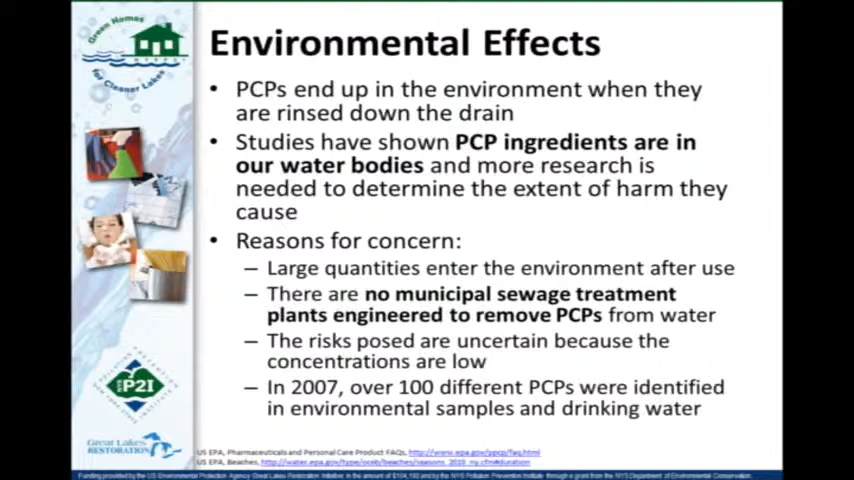 Green Homes
NYSP2I
for Cleaner Lakes
Environmental Effects
• PCPs end up in the environment when they
are rinsed down the drain
• Studies have shown PCP ingredients are in
our water bodies and more research is
needed to determine the extent of harm they
cause
• Reasons for concern:
– Large quantities enter the environment after use
– There are no municipal sewage treatment
plants engineered to remove PCPs from water
– The risks posed are uncertain because the
concentrations are low
– In 2007, over 100 different PCPs were identified
in environmental samples and drinking water
NYS P2I
Great Lakes
RESTORATION
US EPA, Pharmaceuticals and Personal Care Product FAQs, http://www.epa.gov/ppcp/faq.html
US EPA, Beaches, http://water.epa.gov/type/oceb/beaches/reasons_2010_ny.cfm#duration
Funding provided by the US Environmental Protection Agency Great Lakes Restoration Initiative in the amount of and the NYS Pollution Prevention Institute through a grant from the NYS Department of Environmental Conservation.